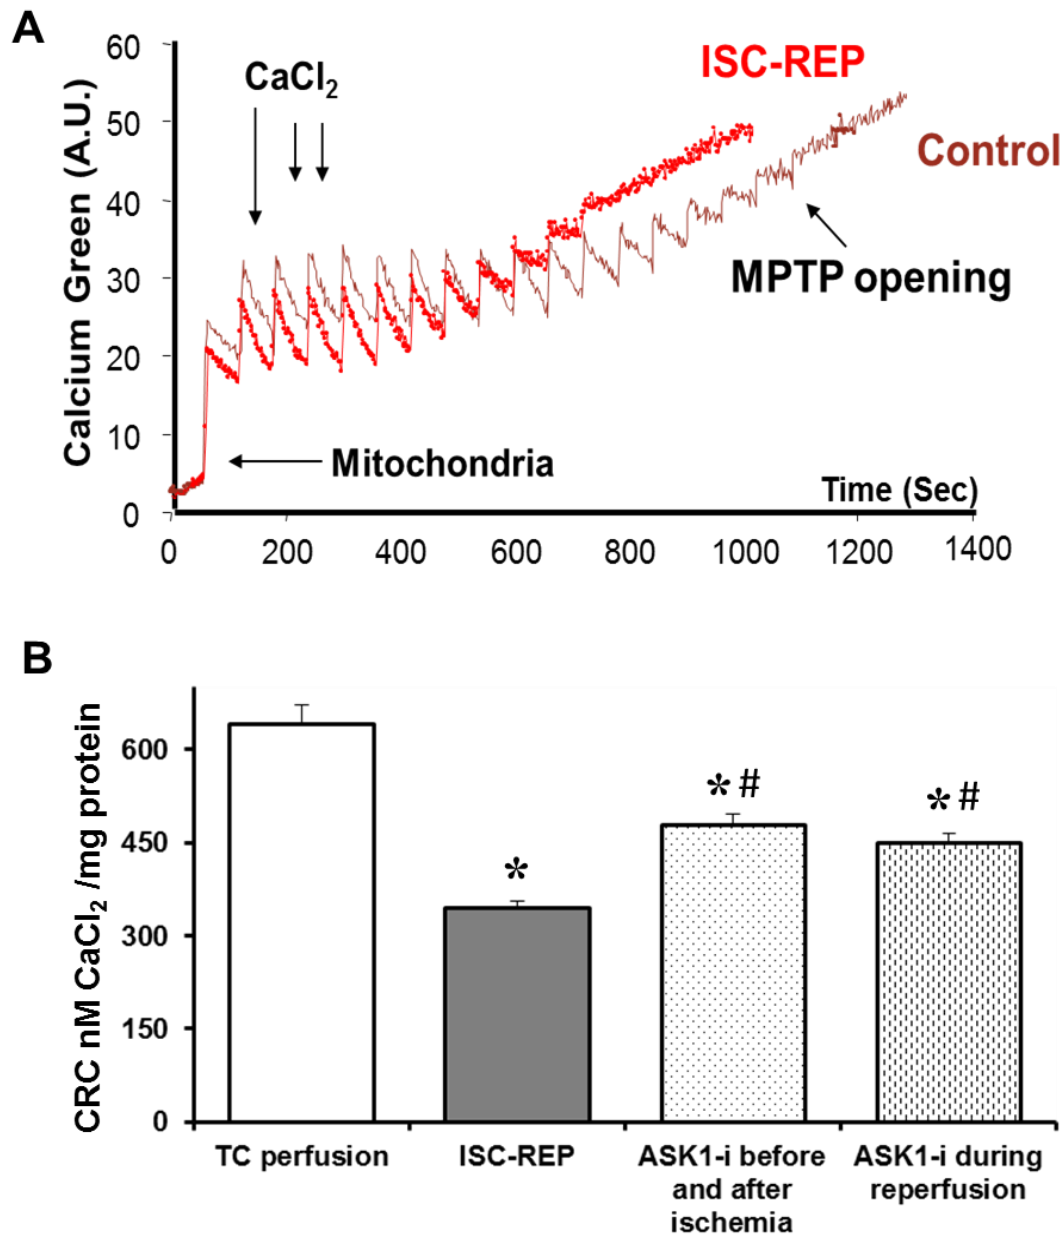 A
60
50
40
30
20
10
0
Calcium Green (A.U.)
CaCl₂
ISC-REP
Control
MPTP opening
Mitochondria
Time (Sec)
0 200 400 600 800 1000 1200 1400
B
CRC nM CaCl₂ /mg protein
600
450
300
150
0
*
* #
* #
TC perfusion
ISC-REP
ASK1-i before
and after
ischemia
ASK1-i during
reperfusion